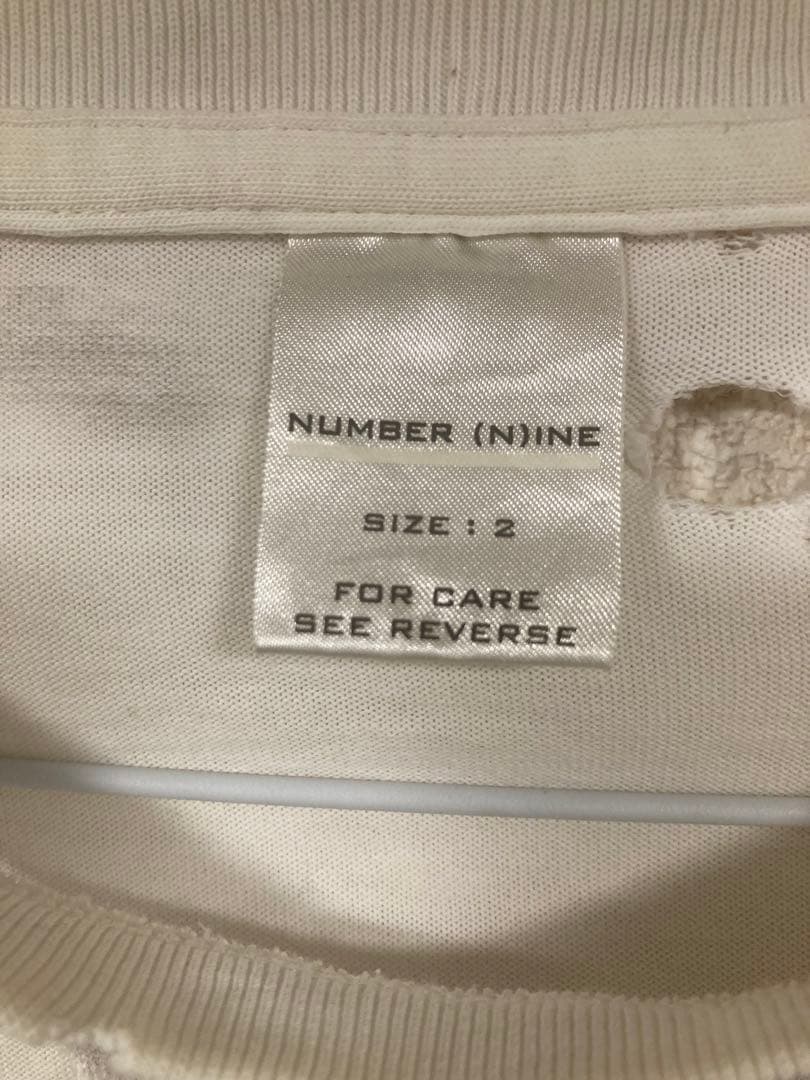 NUMBER (N)INE
SIZE : 2
FOR CARE
SEE REVERSE